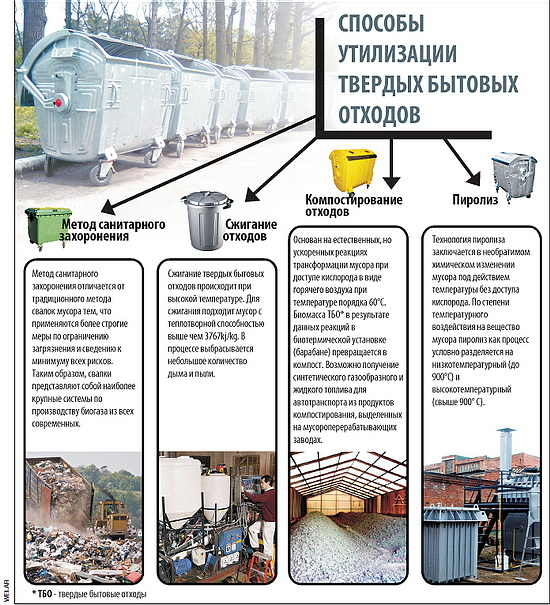 СПОСОБЫ
УТИЛИЗАЦИИ
ТВЕРДЫХ БЫТОВЫХ
ОТХОДОВ
Метод санитарного
захоронения
Метод санитарного
захоронения отличается от
традиционного метода
свалок мусора тем, что
применяются более строгие
меры по ограничению
загрязнения и сведению к
минимуму всех рисков.
Таким образом, свалки
представляют собой наиболее
крупные системы по
производству биогаза из всех
современных.
Сжигание
отходов
Сжигание твердых бытовых
отходов происходит при
высокой температуре. Для
сжигания подходит мусор с
теплотворной способностью
выше чем 3767kj/kg. В
процессе выбрасывается
небольшое количество
дыма и пыли.
Компостирование
отходов
Основан на естественных, но
ускоренных реакциях
трансформации мусора при
доступе кислорода в виде
горячего воздуха при
температуре порядка 60°С.
Биомасса ТБО* в результате
данных реакций в
биотермической установке
(барабане) превращается в
компост. Возможно получение
синтетического газообразного и
жидкого топлива для
автотранспорта из продуктов
компостирования, выделенных
на мусороперерабатывающих
заводах.
Пиролиз
Технология пиролиза
заключается в необратимом
химическом изменении
мусора под действием
температуры без доступа
кислорода. По степени
температурного
воздействия на вещество
мусора пиролиз как процесс
условно разделяется на
низкотемпературный (до
900°С) и
высокотемпературный
(свыше 900° С).
* ТБО - твердые бытовые отходы
WELAR